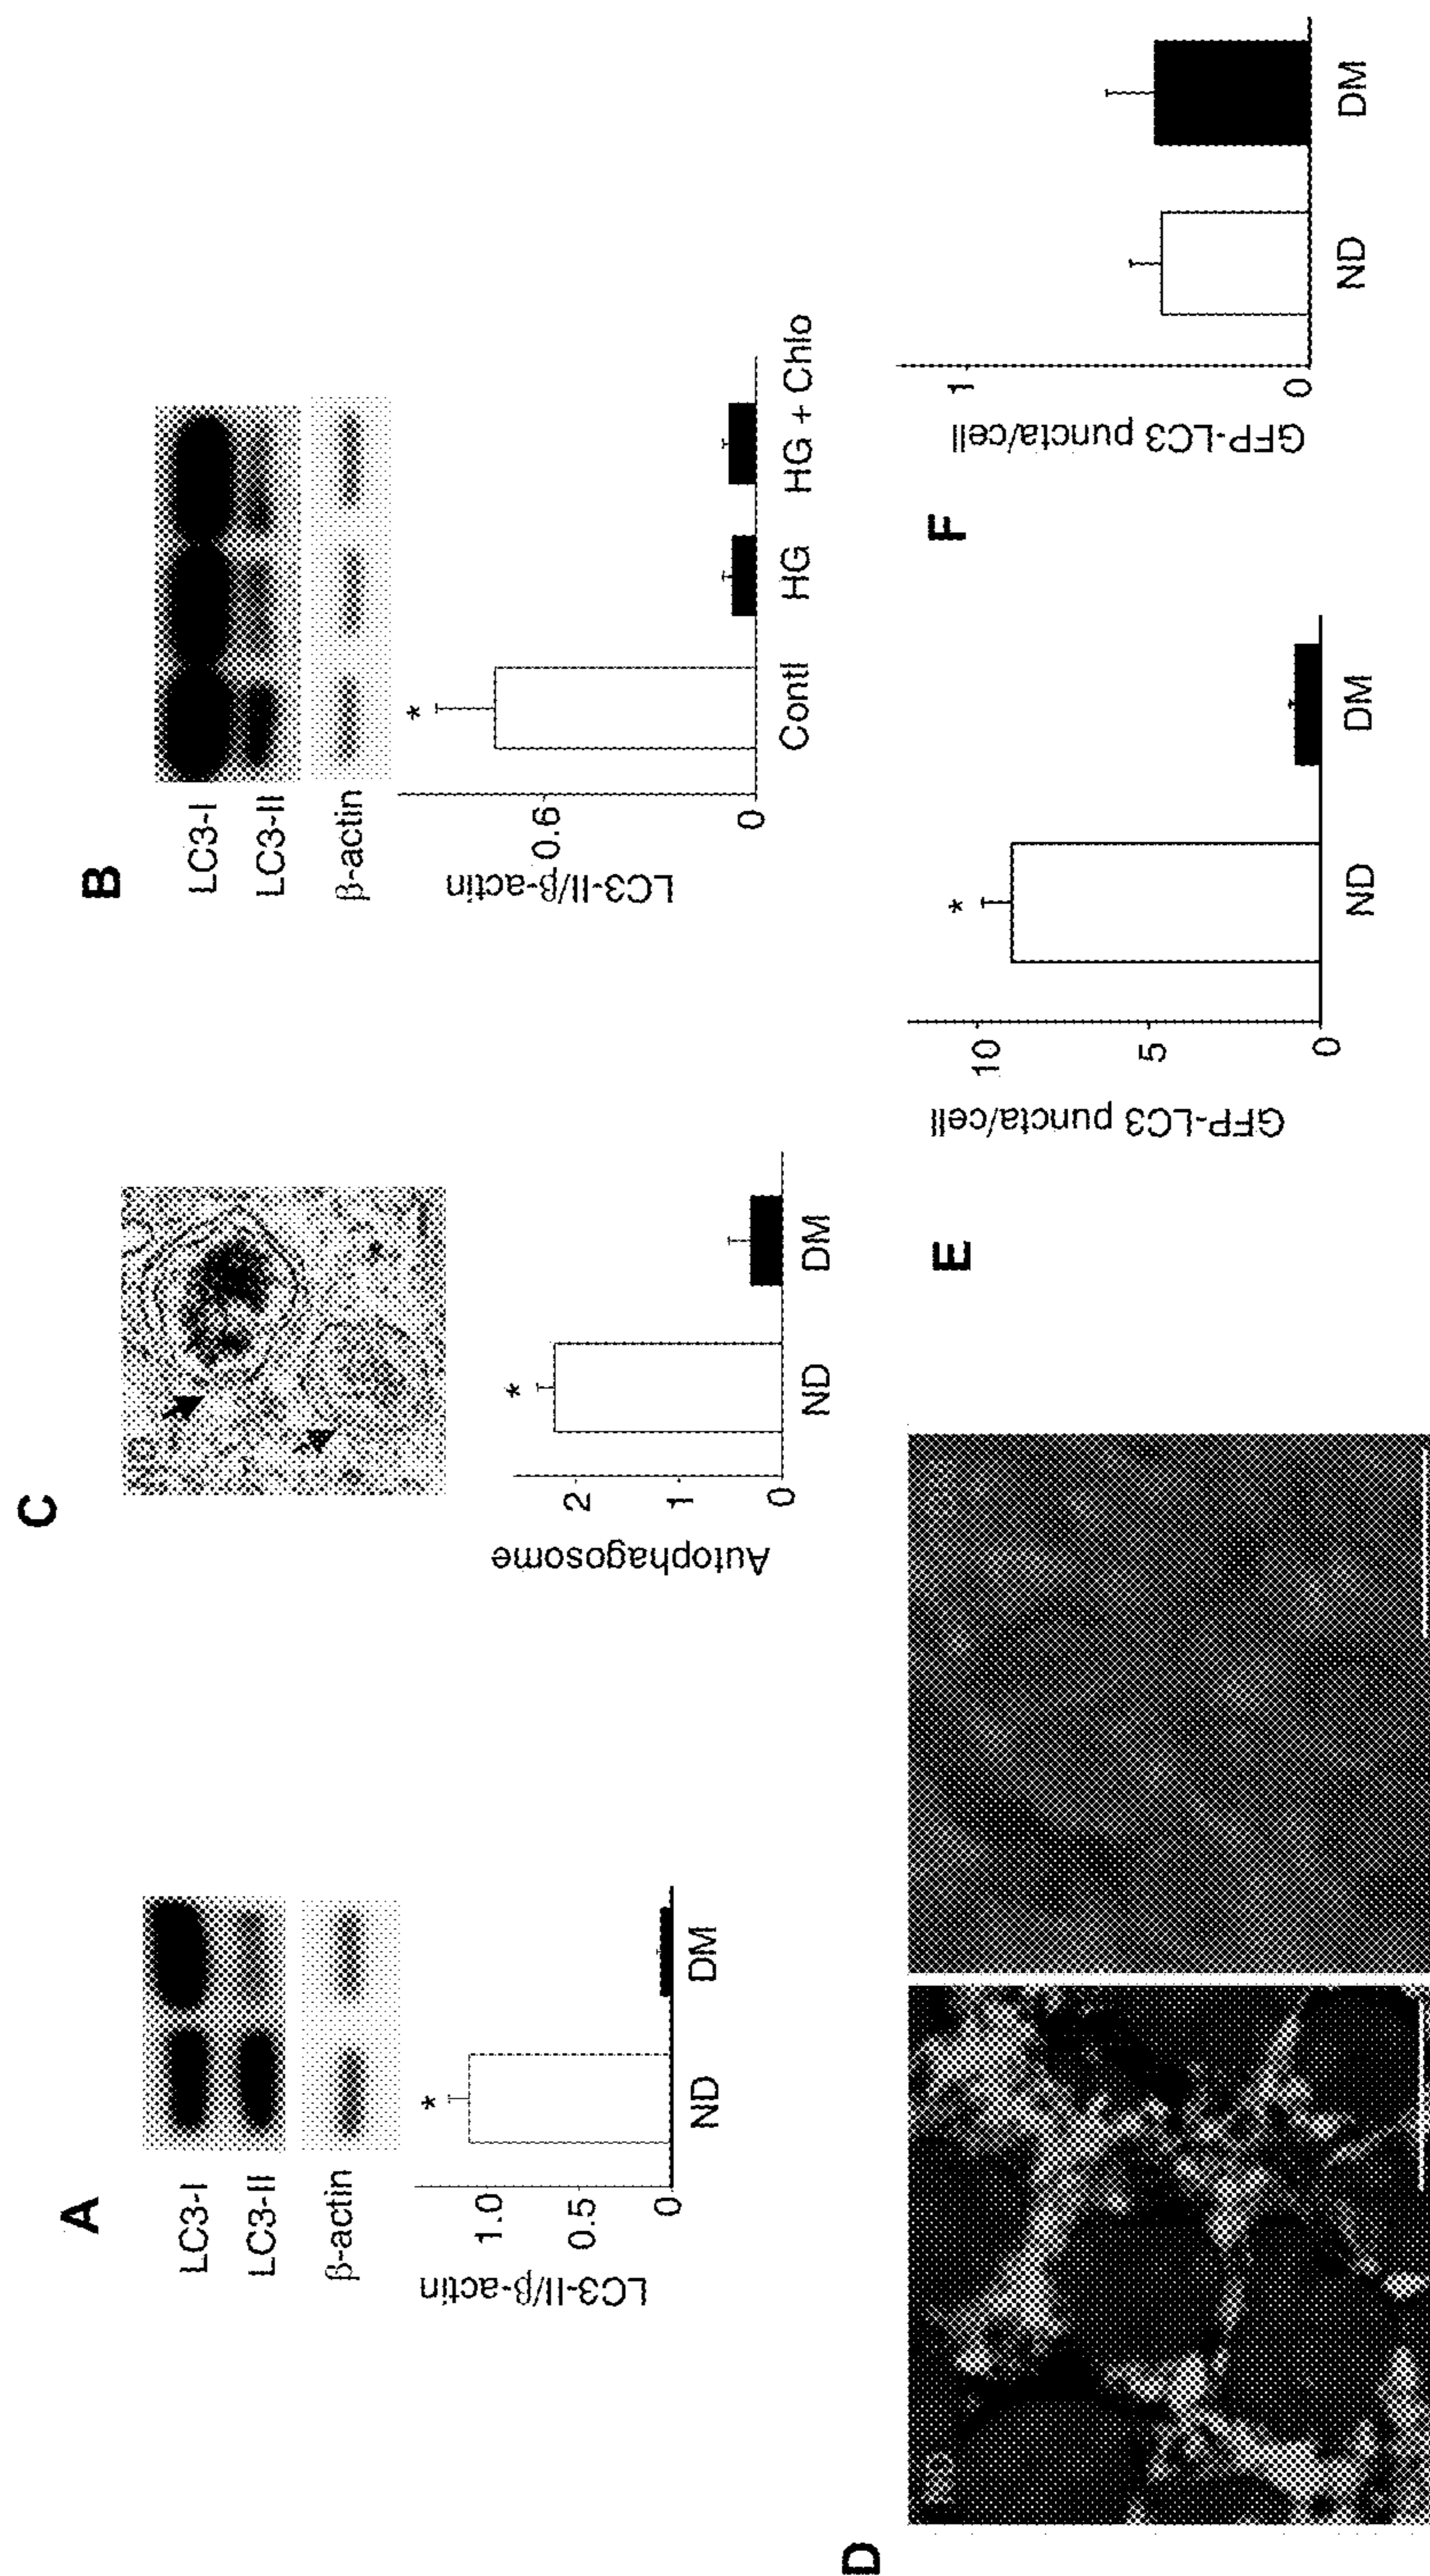 A
LC3-I
LC3-II
β-actin
LC3-II/β-actin
1.0
0.5
0
*
ND
DM
C
Autophagosome
2
1
0
*
ND
DM
B
LC3-I
LC3-II
β-actin
LC3-II/β-actin
0.6
0
*
Contl
HG
HG + Chlo
D
E
GFP-LC3 puncta/cell
10
5
0
*
ND
DM
F
GFP-LC3 puncta/cell
1
0
ND
DM